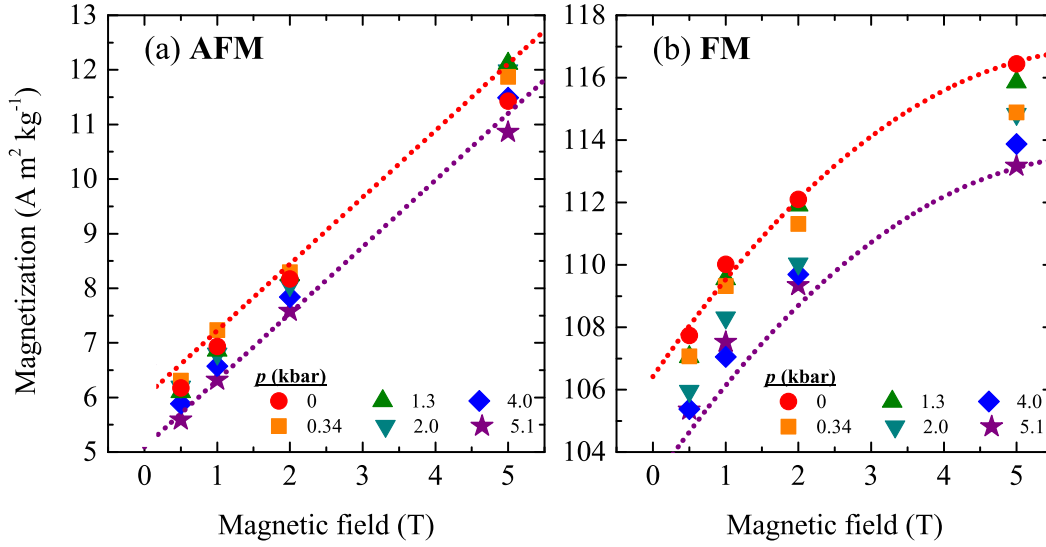 (a) AFM
(b) FM
Magnetization (A m² kg⁻¹)
13
12
11
10
9
8
7
6
5
p (kbar)
0 1.3 4.0
0.34 2.0 5.1
0 1 2 3 4 5
Magnetic field (T)
118
116
114
112
110
108
106
104
p (kbar)
0 1.3 4.0
0.34 2.0 5.1
0 1 2 3 4 5
Magnetic field (T)